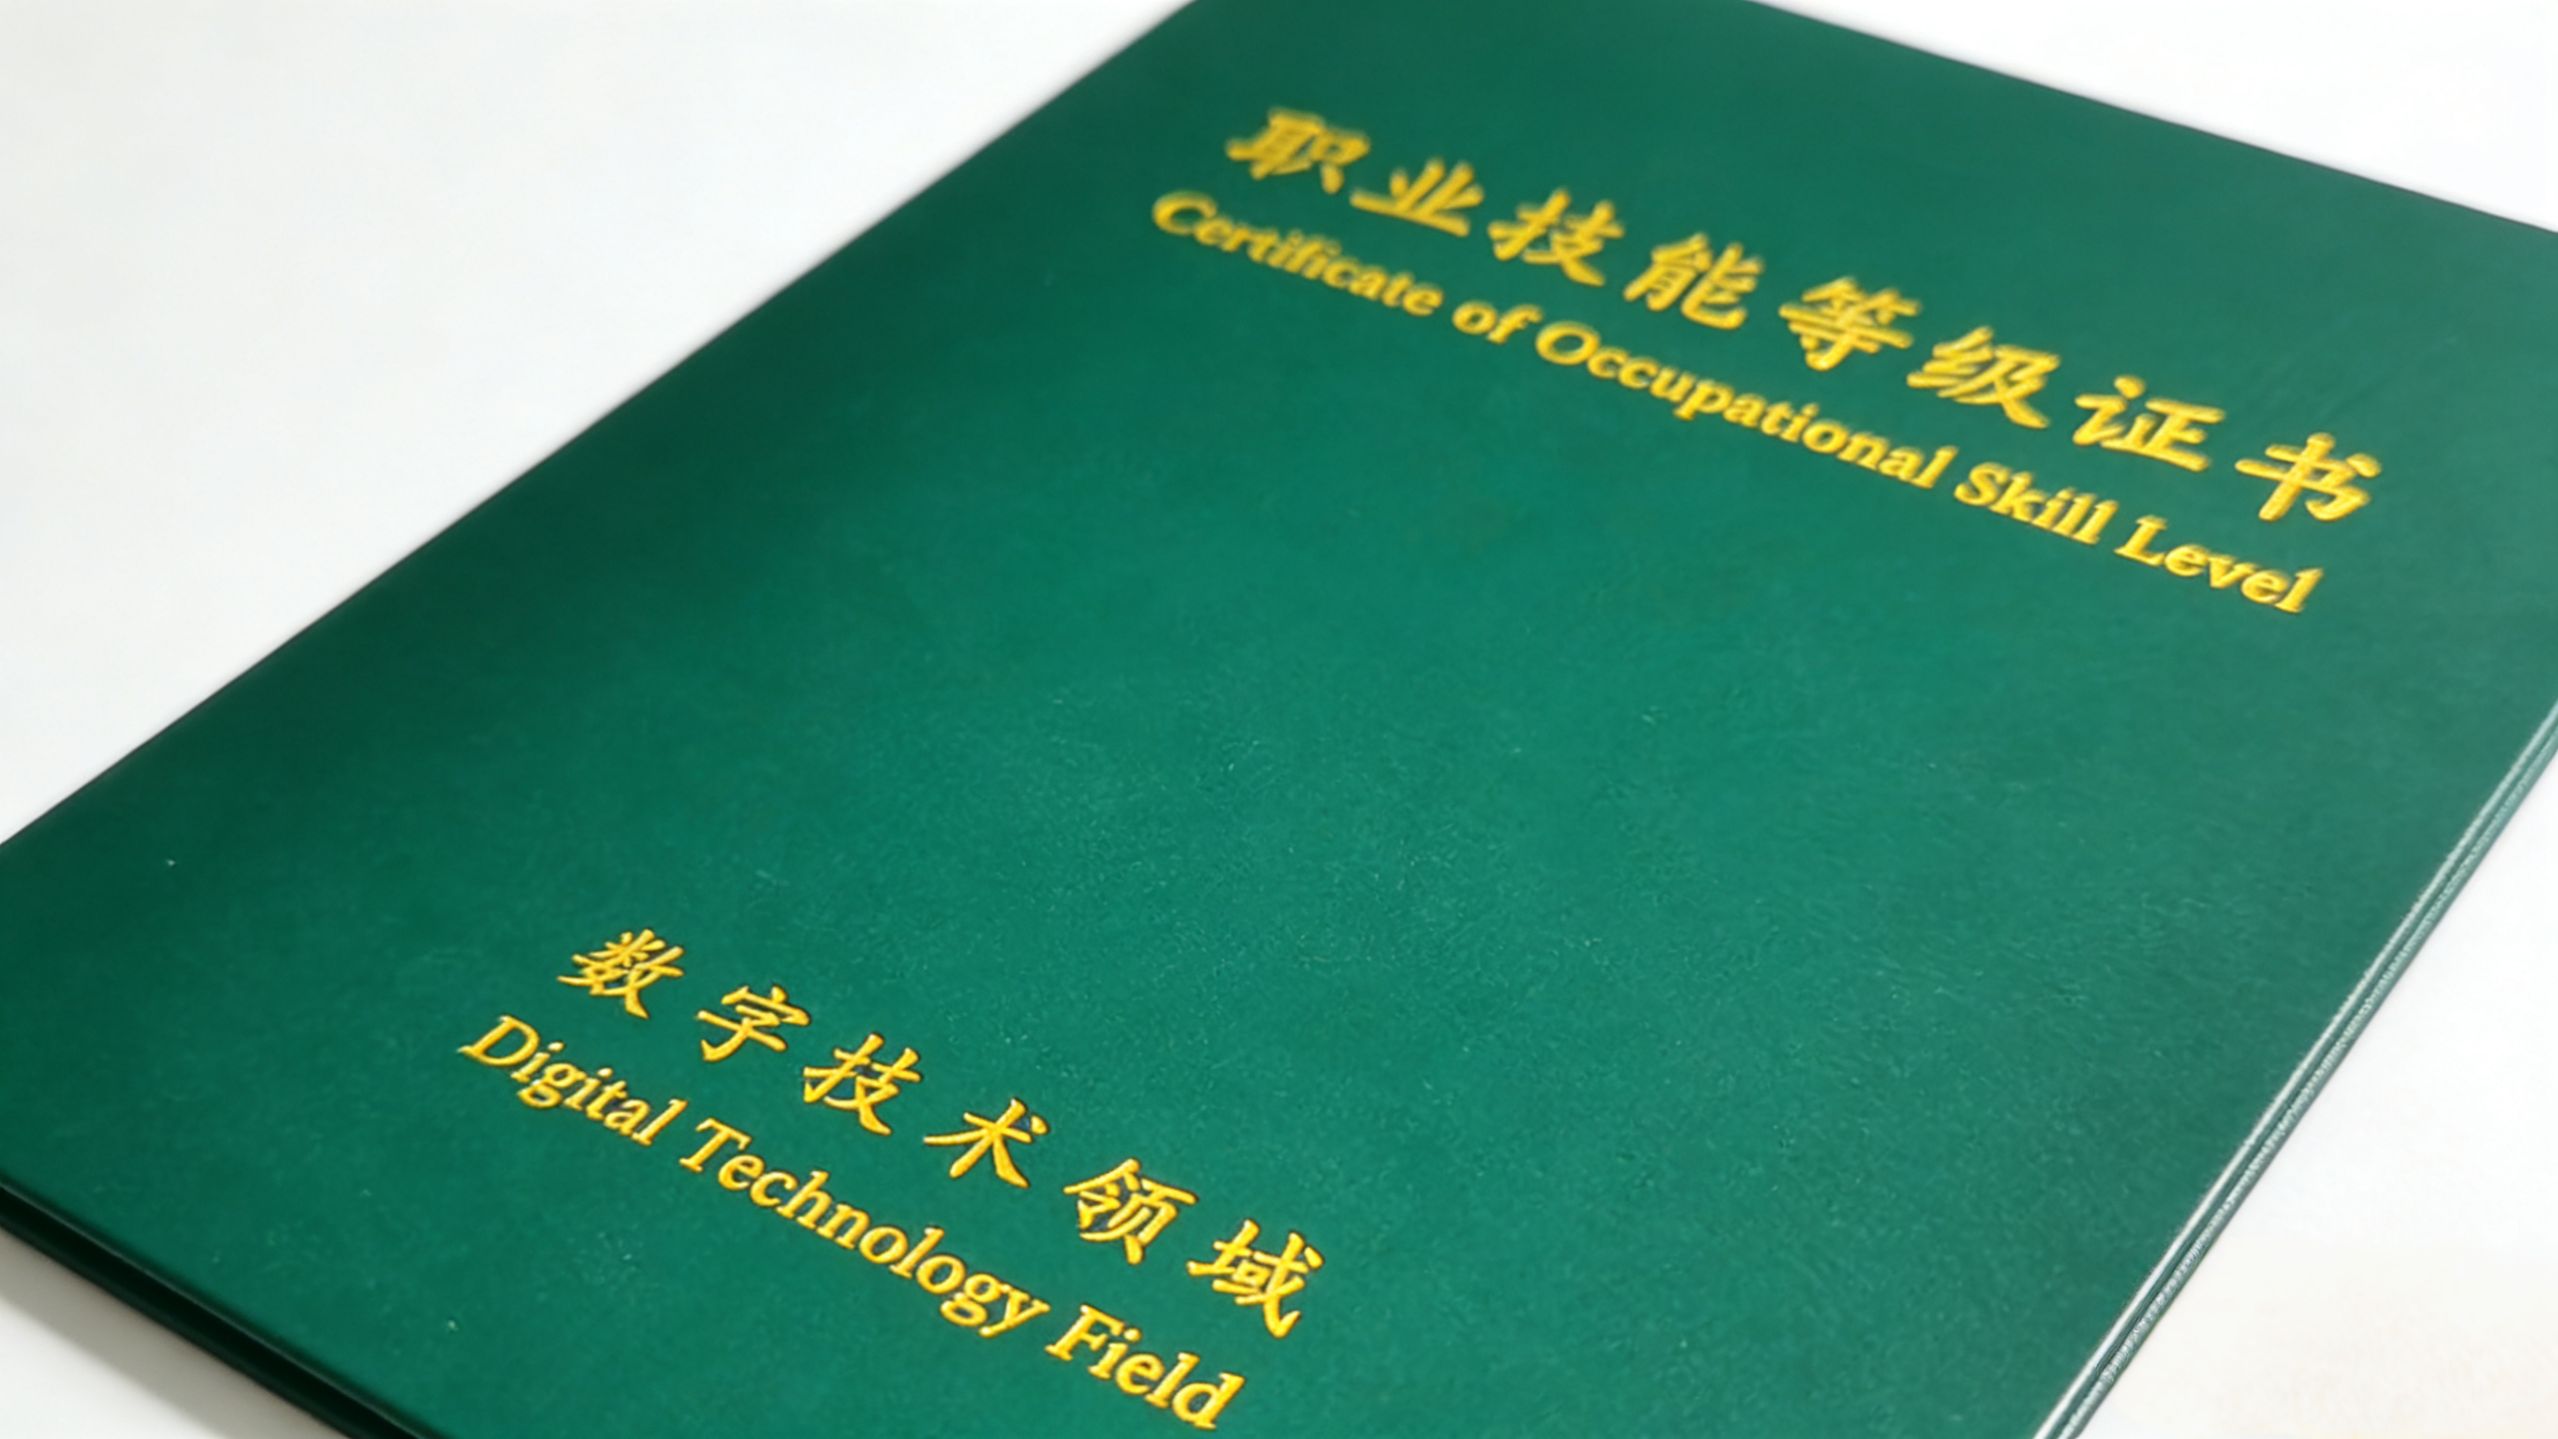 职业技能等级证书
Certificate of Occupational Skill Level
数字技术领域
Digital Technology Field